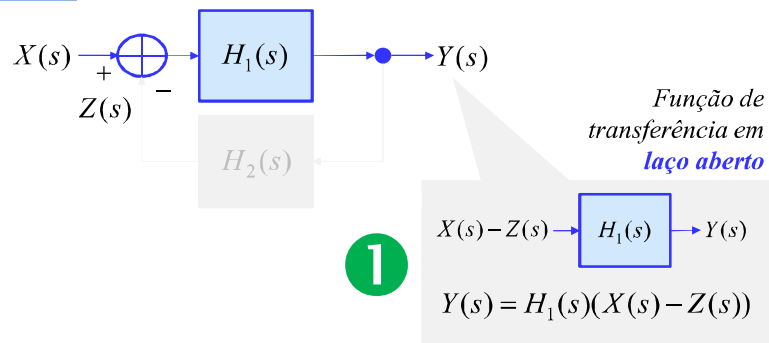 X(s) + H₁(s) Y(s)
Z(s) −
H₂(s)
Função de
transferência em
laço aberto
X(s)−Z(s) H₁(s) Y(s)
1
Y(s) = H₁(s)(X(s)−Z(s))